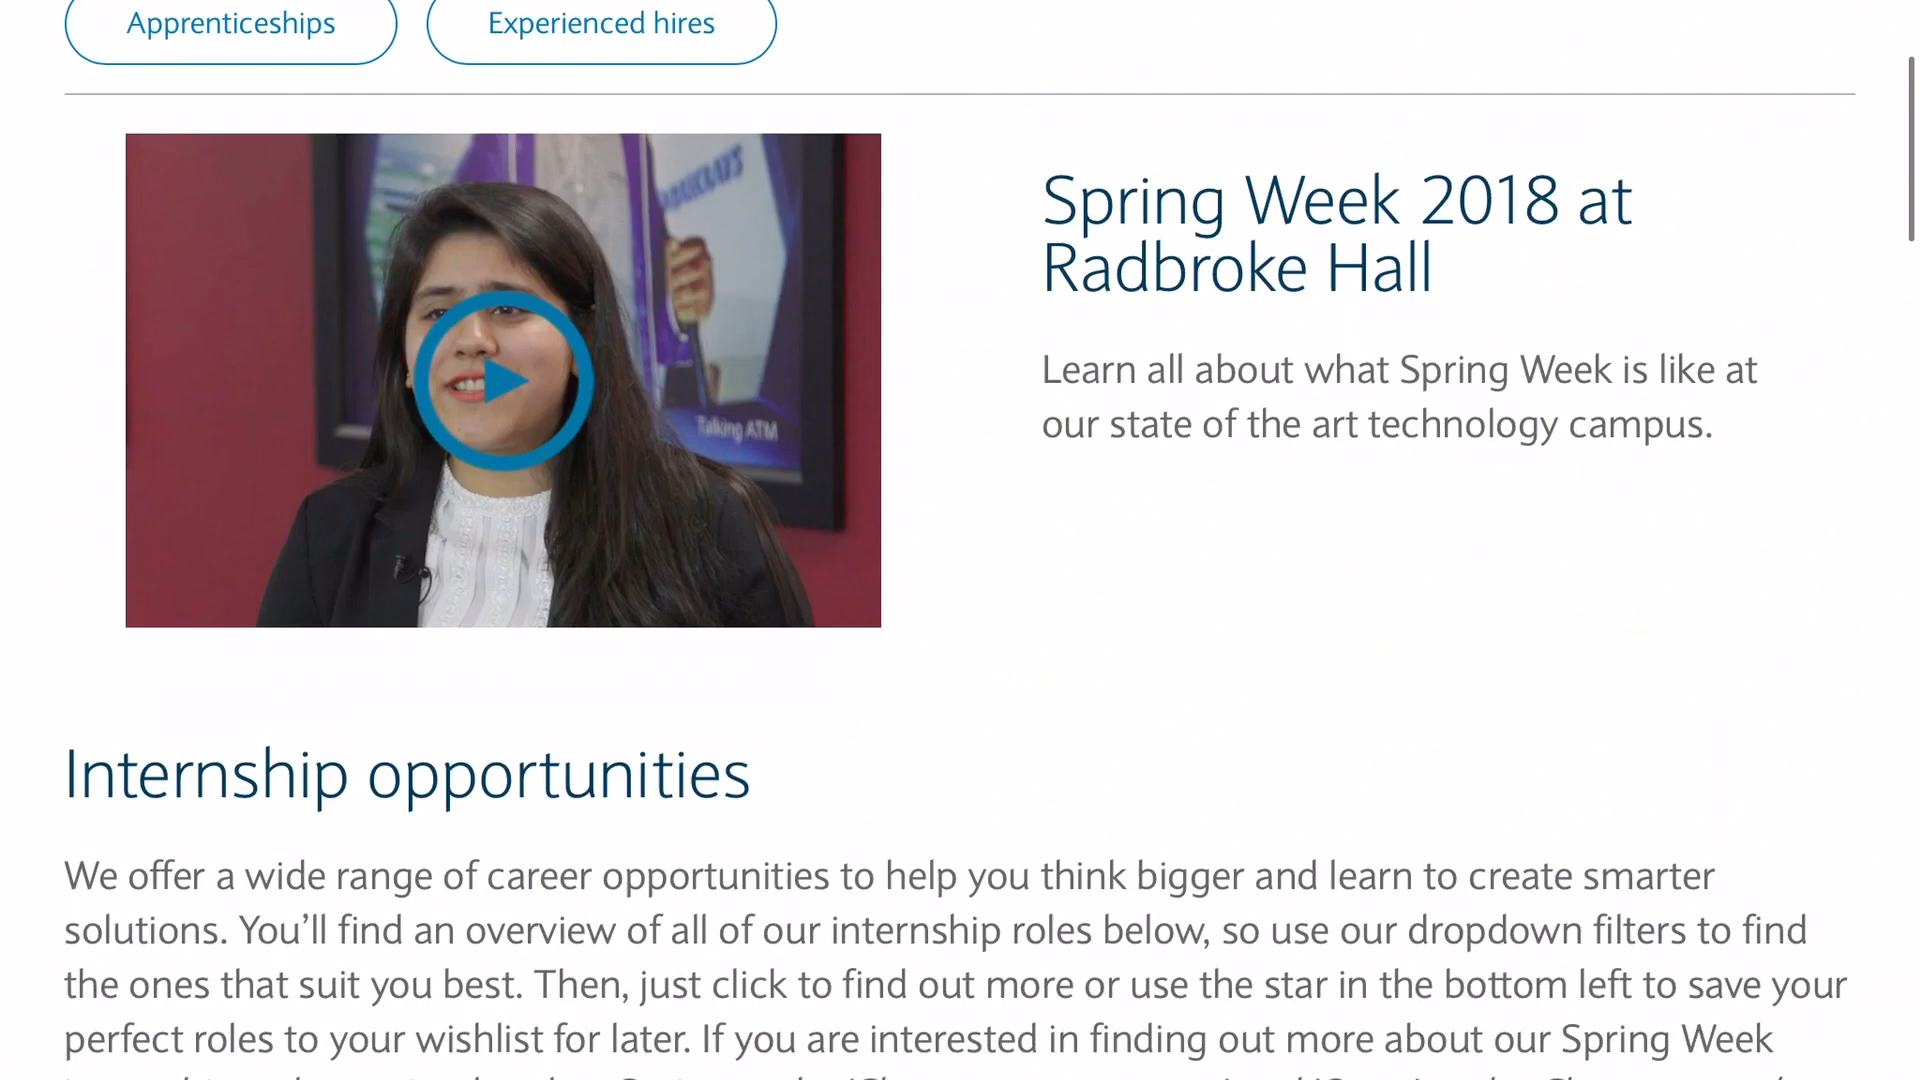 Apprenticeships
Experienced hires
BARCLAYS
Talking ATM
Spring Week 2018 at
Radbroke Hall
Learn all about what Spring Week is like at
our state of the art technology campus.
Internship opportunities
We offer a wide range of career opportunities to help you think bigger and learn to create smarter
solutions. You’ll find an overview of all of our internship roles below, so use our dropdown filters to find
the ones that suit you best. Then, just click to find out more or use the star in the bottom left to save your
perfect roles to your wishlist for later. If you are interested in finding out more about our Spring Week